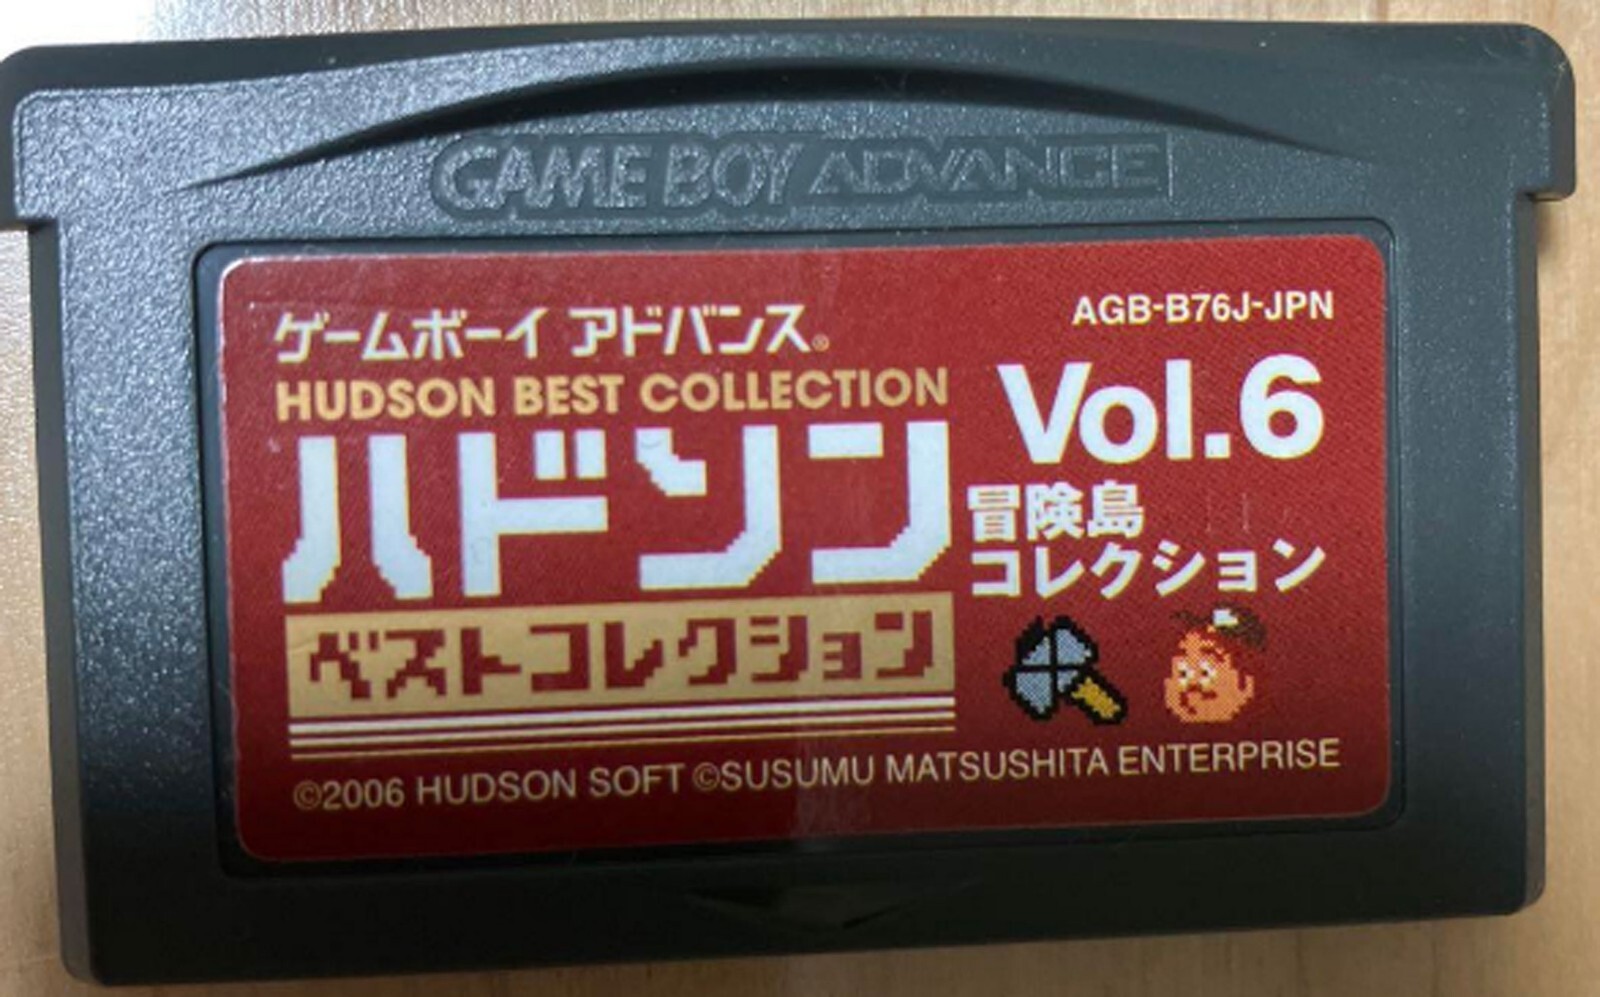 GAME BOY ADVANCE
ゲームボーイ アドバンス®
AGB-B76J-JPN
HUDSON BEST COLLECTION
Vol.6
ハドソン
冒険島
コレクション
ベストコレクション
©2006 HUDSON SOFT ©SUSUMU MATSUSHITA ENTERPRISE